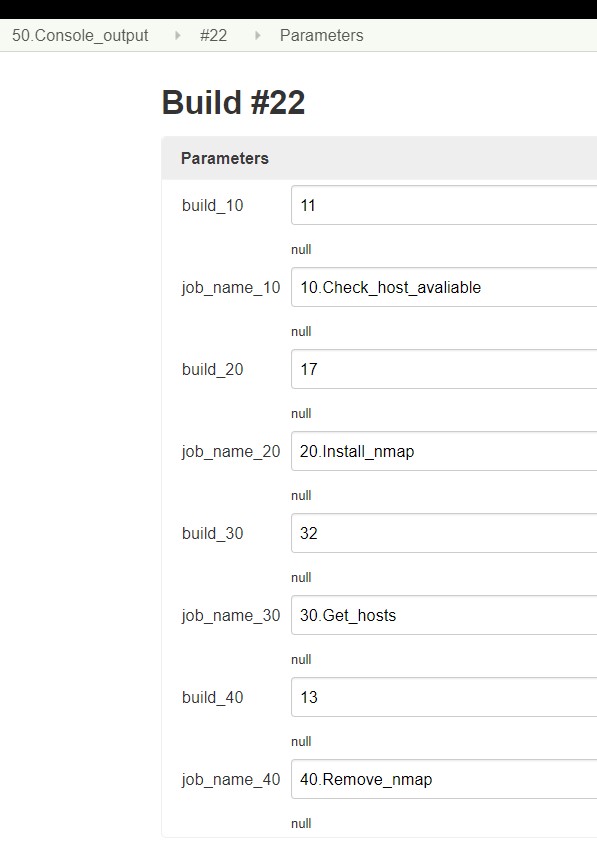 50.Console_output #22 Parameters
Build #22
Parameters
build_10 11
null
job_name_10 10.Check_host_avaliable
null
build_20 17
null
job_name_20 20.Install_nmap
null
build_30 32
null
job_name_30 30.Get_hosts
null
build_40 13
null
job_name_40 40.Remove_nmap
null